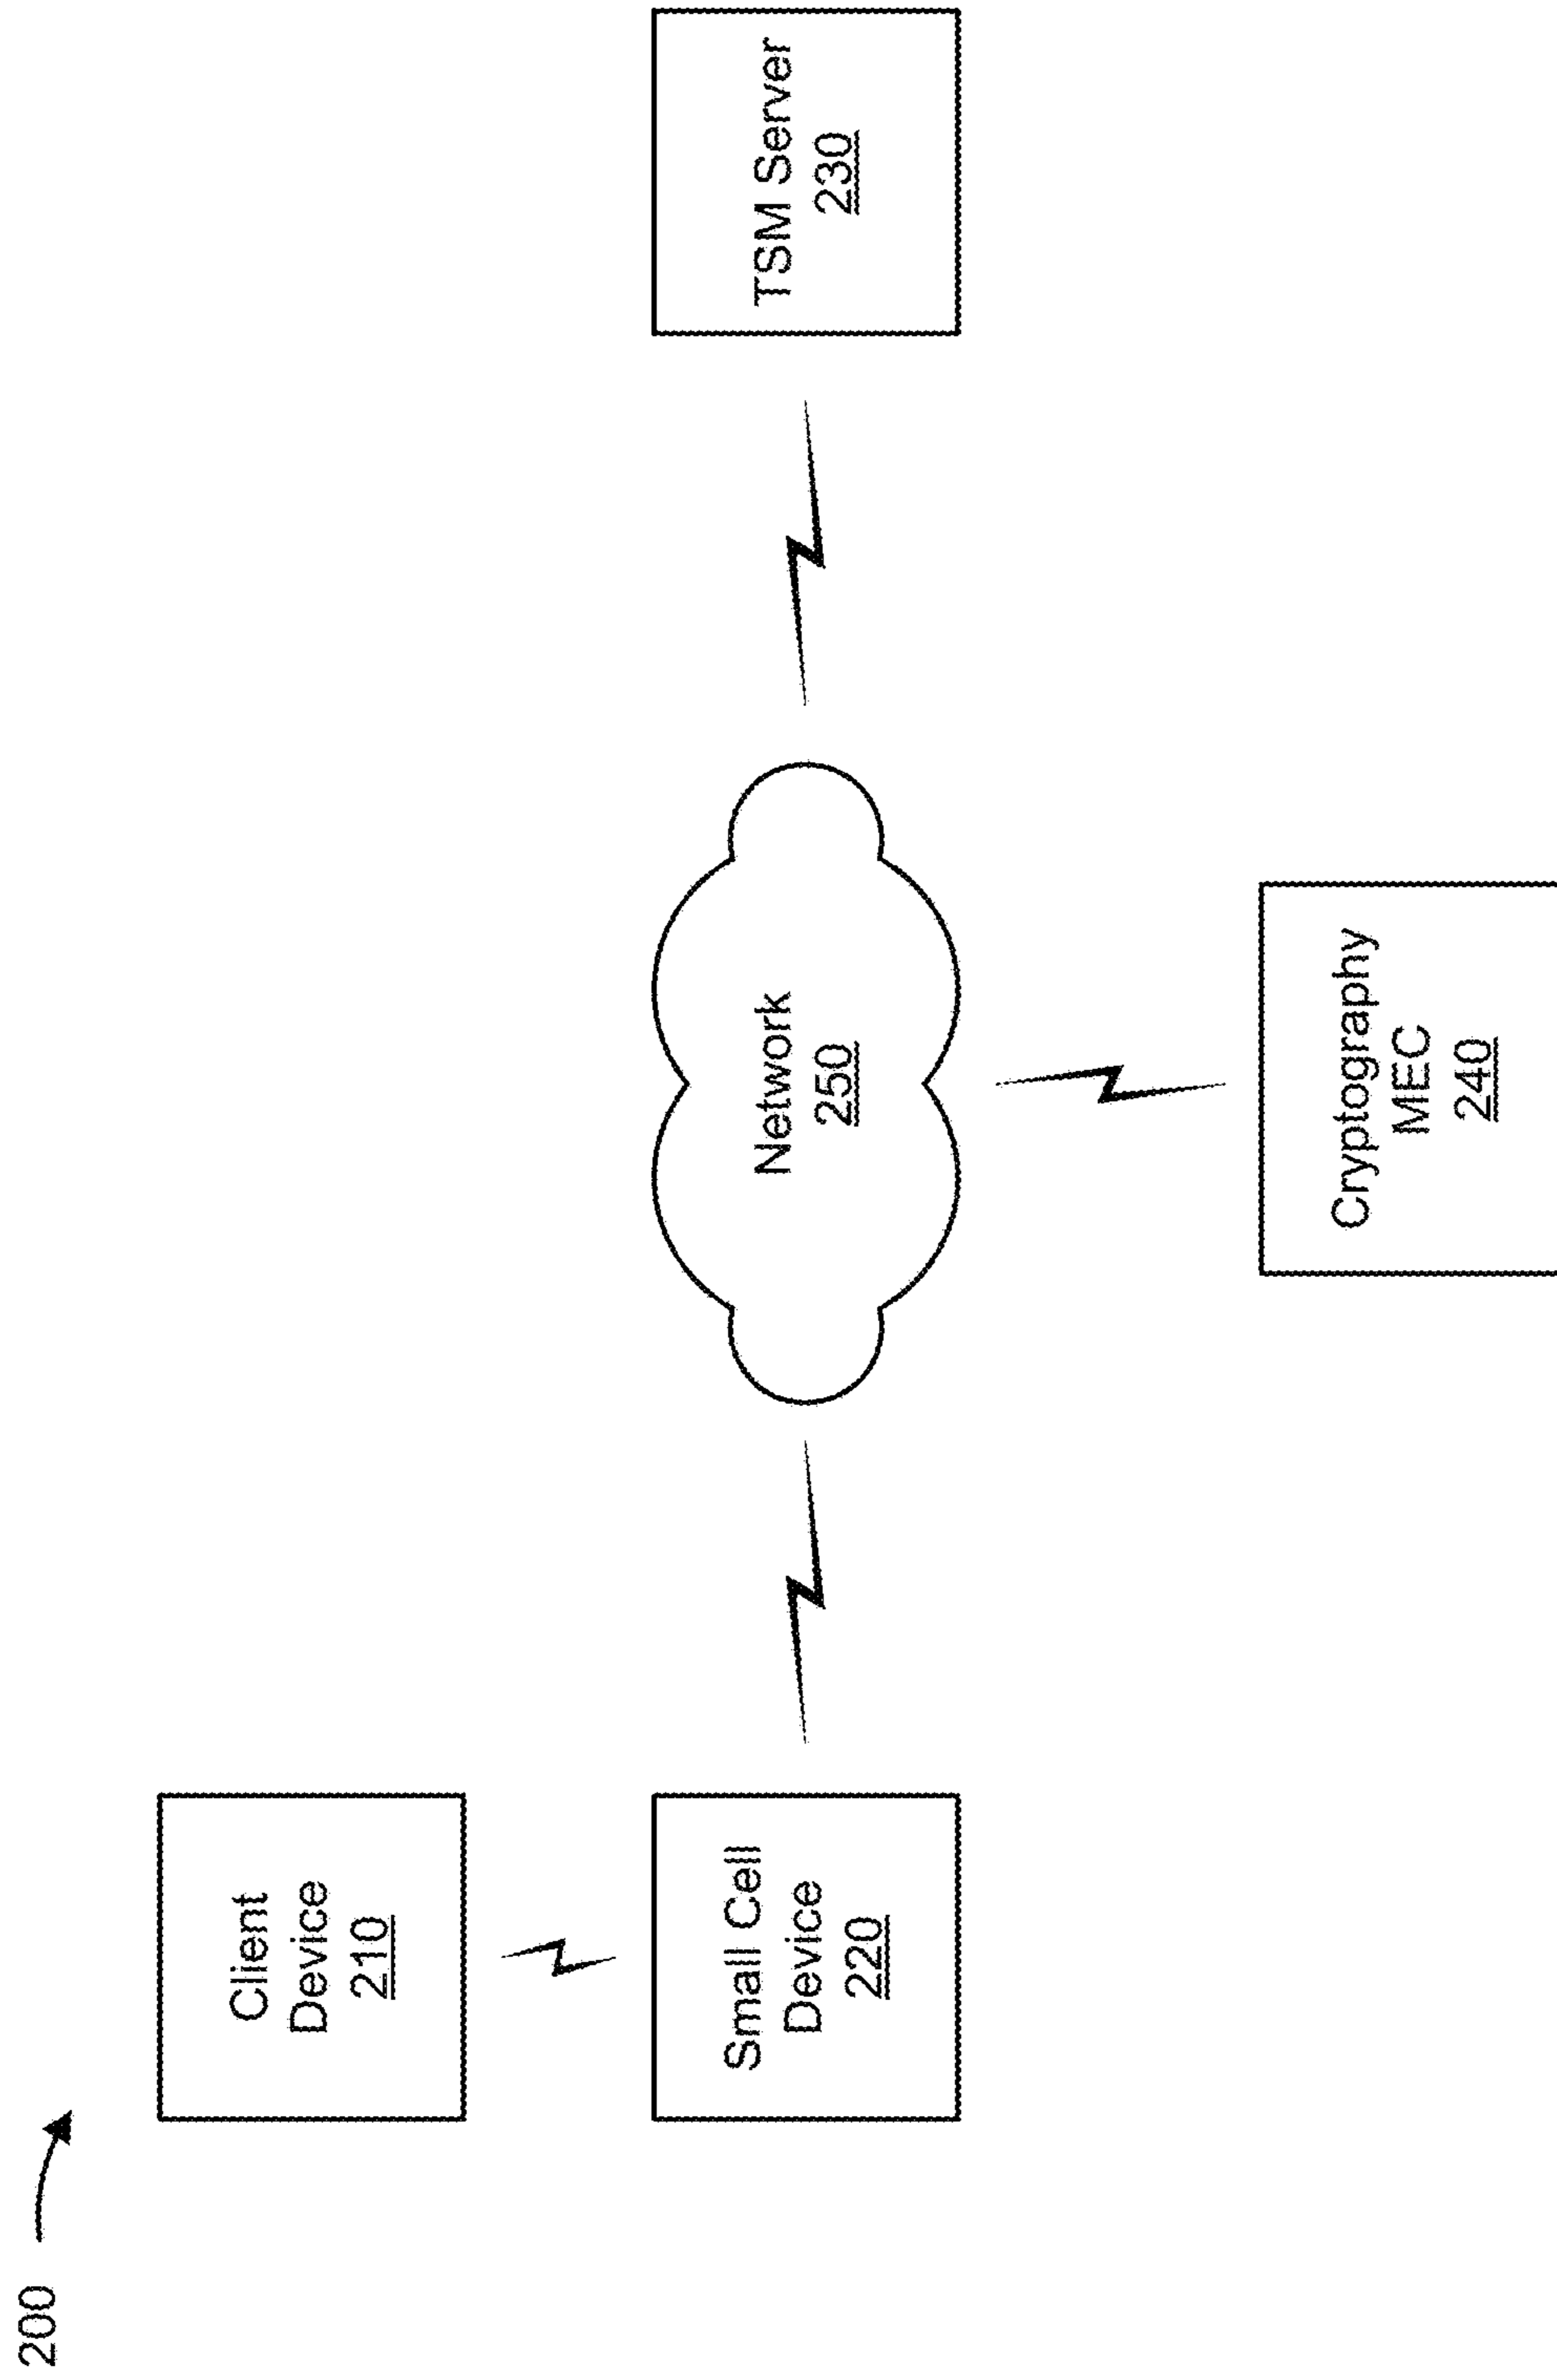 200
Client
Device
210
Small Cell
Device
220
Network
250
TSM Server
230
Cryptography
MEC
240